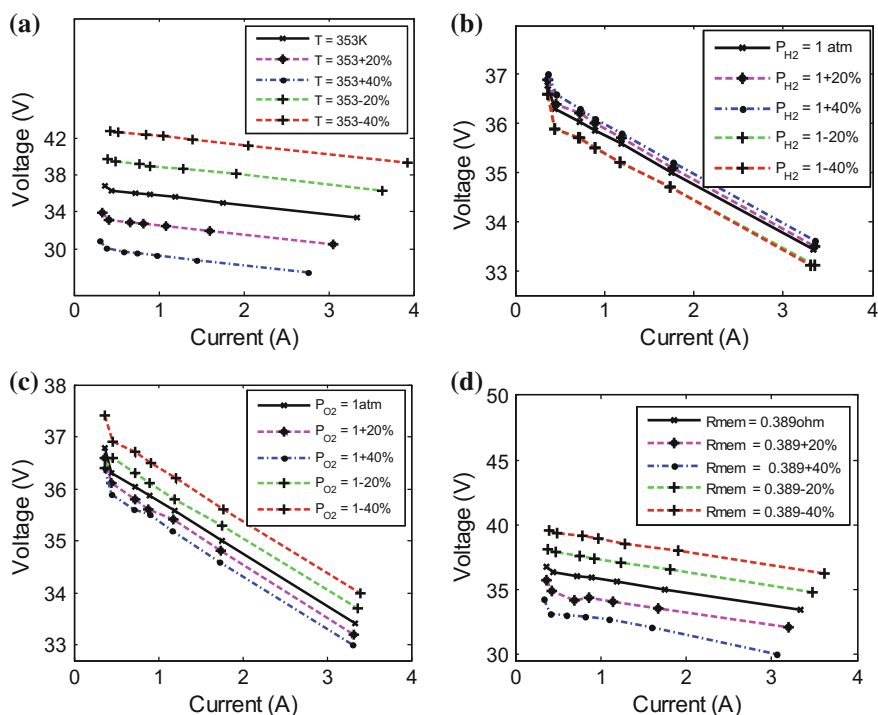 (a)
Voltage (V)
42
38
34
30
T = 353K
T = 353+20%
T = 353+40%
T = 353-20%
T = 353-40%
0 1 2 3 4
Current (A)
(b)
Voltage (V)
37
36
35
34
33
P_H2 = 1 atm
P_H2 = 1+20%
P_H2 = 1+40%
P_H2 = 1-20%
P_H2 = 1-40%
0 1 2 3 4
Current (A)
(c)
Voltage (V)
38
37
36
35
34
33
P_O2 = 1atm
P_O2 = 1+20%
P_O2 = 1+40%
P_O2 = 1-20%
P_O2 = 1-40%
0 1 2 3 4
Current (A)
(d)
Voltage (V)
50
45
40
35
30
Rmem = 0.389ohm
Rmem = 0.389+20%
Rmem = 0.389+40%
Rmem = 0.389-20%
Rmem = 0.389-40%
0 1 2 3 4
Current (A)